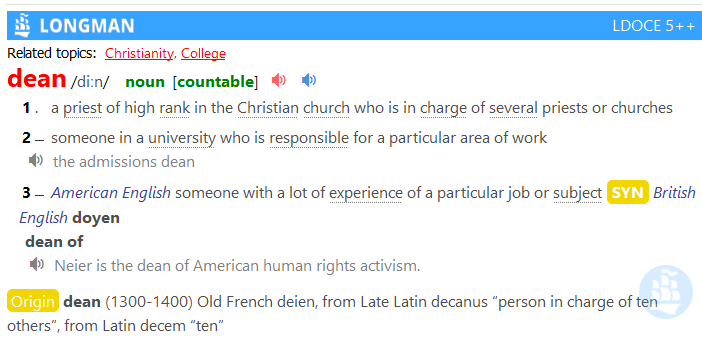 LONGMAN LDOCE 5++
Related topics: Christianity, College
dean /diːn/ noun [countable]
1 . a priest of high rank in the Christian church who is in charge of several priests or churches
2 – someone in a university who is responsible for a particular area of work
the admissions dean
3 – American English someone with a lot of experience of a particular job or subject SYN British
English doyen
dean of
Neier is the dean of American human rights activism.
Origin dean (1300-1400) Old French deien, from Late Latin decanus “person in charge of ten
others”, from Latin decem “ten”